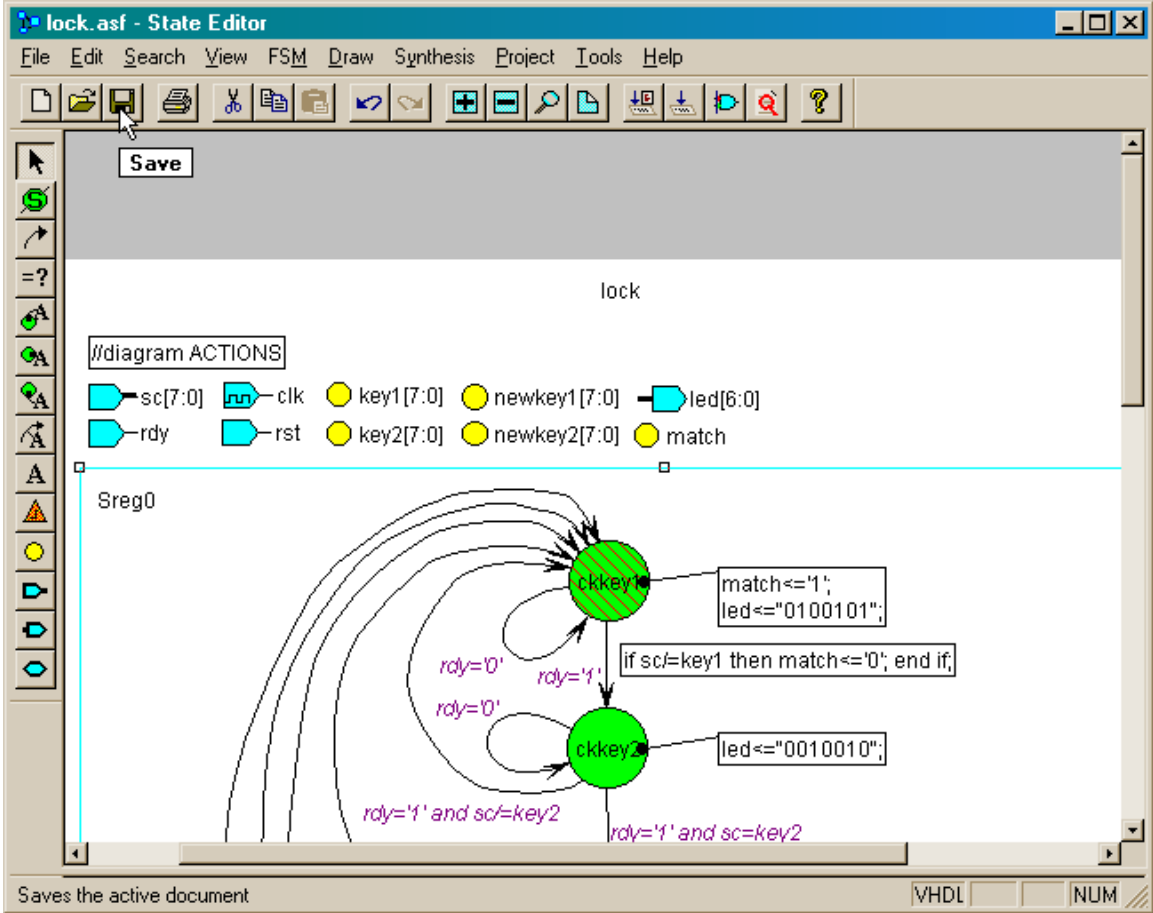 lock.asf - State Editor
File Edit Search View FSM Draw Synthesis Project Tools Help
Save
S
=?
A
A
A
A
A
lock
//diagram ACTIONS
sc[7:0] clk key1[7:0] newkey1[7:0] led[6:0]
rdy rst key2[7:0] newkey2[7:0] match
Sreg0
ckkey1
match<='1';
led<="0100101";
rdy='0'
rdy='1'
if sc/=key1 then match<='0'; end if;
rdy='0'
ckkey2
led<="0010010";
rdy='1' and sc/=key2
rdy='1' and sc=key2
Saves the active document VHDL NUM